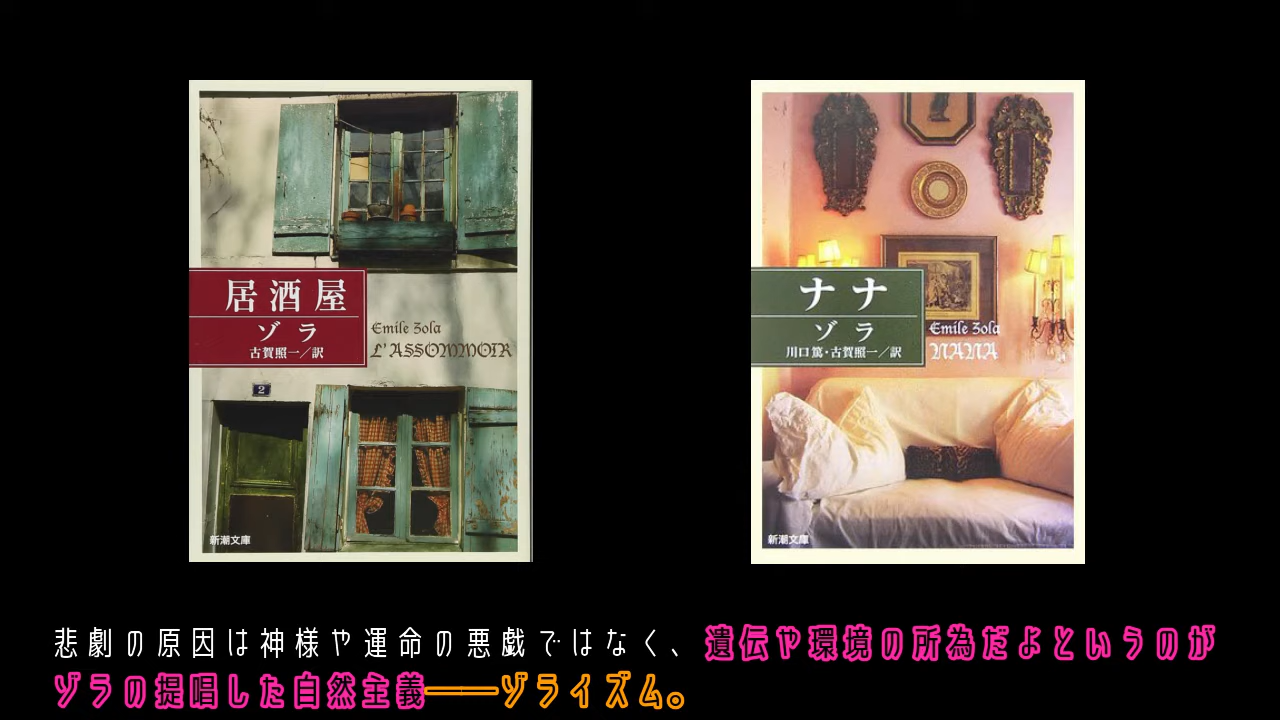 居酒屋
ゾラ
古賀照一／訳
Emile Zola
L'ASSOMMOIR
2
新潮文庫
ナナ
ゾラ
川口篤・古賀照一／訳
Emile Zola
NANA
新潮文庫
悲劇の原因は神様や運命の悪戯ではなく、遺伝や環境の所為だよというのが
ゾラの提唱した自然主義――ゾライズム。